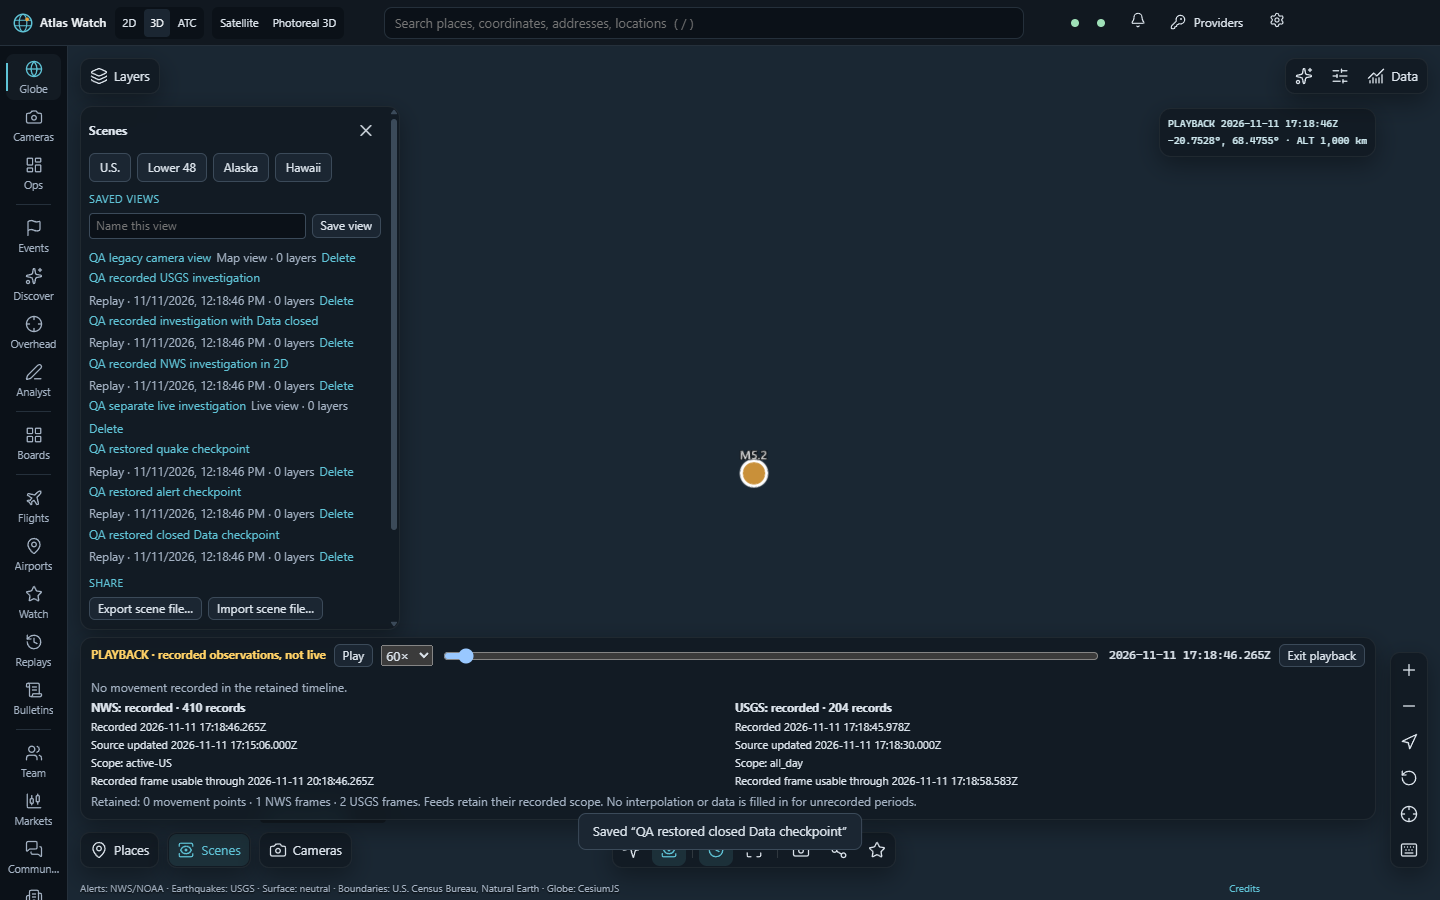 Atlas Watch
2D 3D ATC
Satellite Photoreal 3D
Search places, coordinates, addresses, locations ( / )
Providers
Globe
Cameras
Ops
Events
Discover
Overhead
Analyst
Boards
Flights
Airports
Watch
Replays
Bulletins
Team
Markets
Commun...
Layers
Data
PLAYBACK 2026-11-11 17:18:46Z
-20.7528°, 68.4755° · ALT 1,000 km
Scenes
U.S. Lower 48 Alaska Hawaii
SAVED VIEWS
Name this view Save view
QA legacy camera view Map view · 0 layers Delete
QA recorded USGS investigation
Replay · 11/11/2026, 12:18:46 PM · 0 layers Delete
QA recorded investigation with Data closed
Replay · 11/11/2026, 12:18:46 PM · 0 layers Delete
QA recorded NWS investigation in 2D
Replay · 11/11/2026, 12:18:46 PM · 0 layers Delete
QA separate live investigation Live view · 0 layers
Delete
QA restored quake checkpoint
Replay · 11/11/2026, 12:18:46 PM · 0 layers Delete
QA restored alert checkpoint
Replay · 11/11/2026, 12:18:46 PM · 0 layers Delete
QA restored closed Data checkpoint
Replay · 11/11/2026, 12:18:46 PM · 0 layers Delete
SHARE
Export scene file... Import scene file...
M5.2
PLAYBACK · recorded observations, not live Play 60× 2026-11-11 17:18:46.265Z Exit playback
No movement recorded in the retained timeline.
NWS: recorded · 410 records
Recorded 2026-11-11 17:18:46.265Z
Source updated 2026-11-11 17:15:06.000Z
Scope: active-US
Recorded frame usable through 2026-11-11 20:18:46.265Z
USGS: recorded · 204 records
Recorded 2026-11-11 17:18:45.978Z
Source updated 2026-11-11 17:18:30.000Z
Scope: all_day
Recorded frame usable through 2026-11-11 17:18:58.583Z
Retained: 0 movement points · 1 NWS frames · 2 USGS frames. Feeds retain their recorded scope. No interpolation or data is filled in for unrecorded periods.
Saved “QA restored closed Data checkpoint”
Places Scenes Cameras
Alerts: NWS/NOAA · Earthquakes: USGS · Surface: neutral · Boundaries: U.S. Census Bureau, Natural Earth · Globe: CesiumJS
Credits